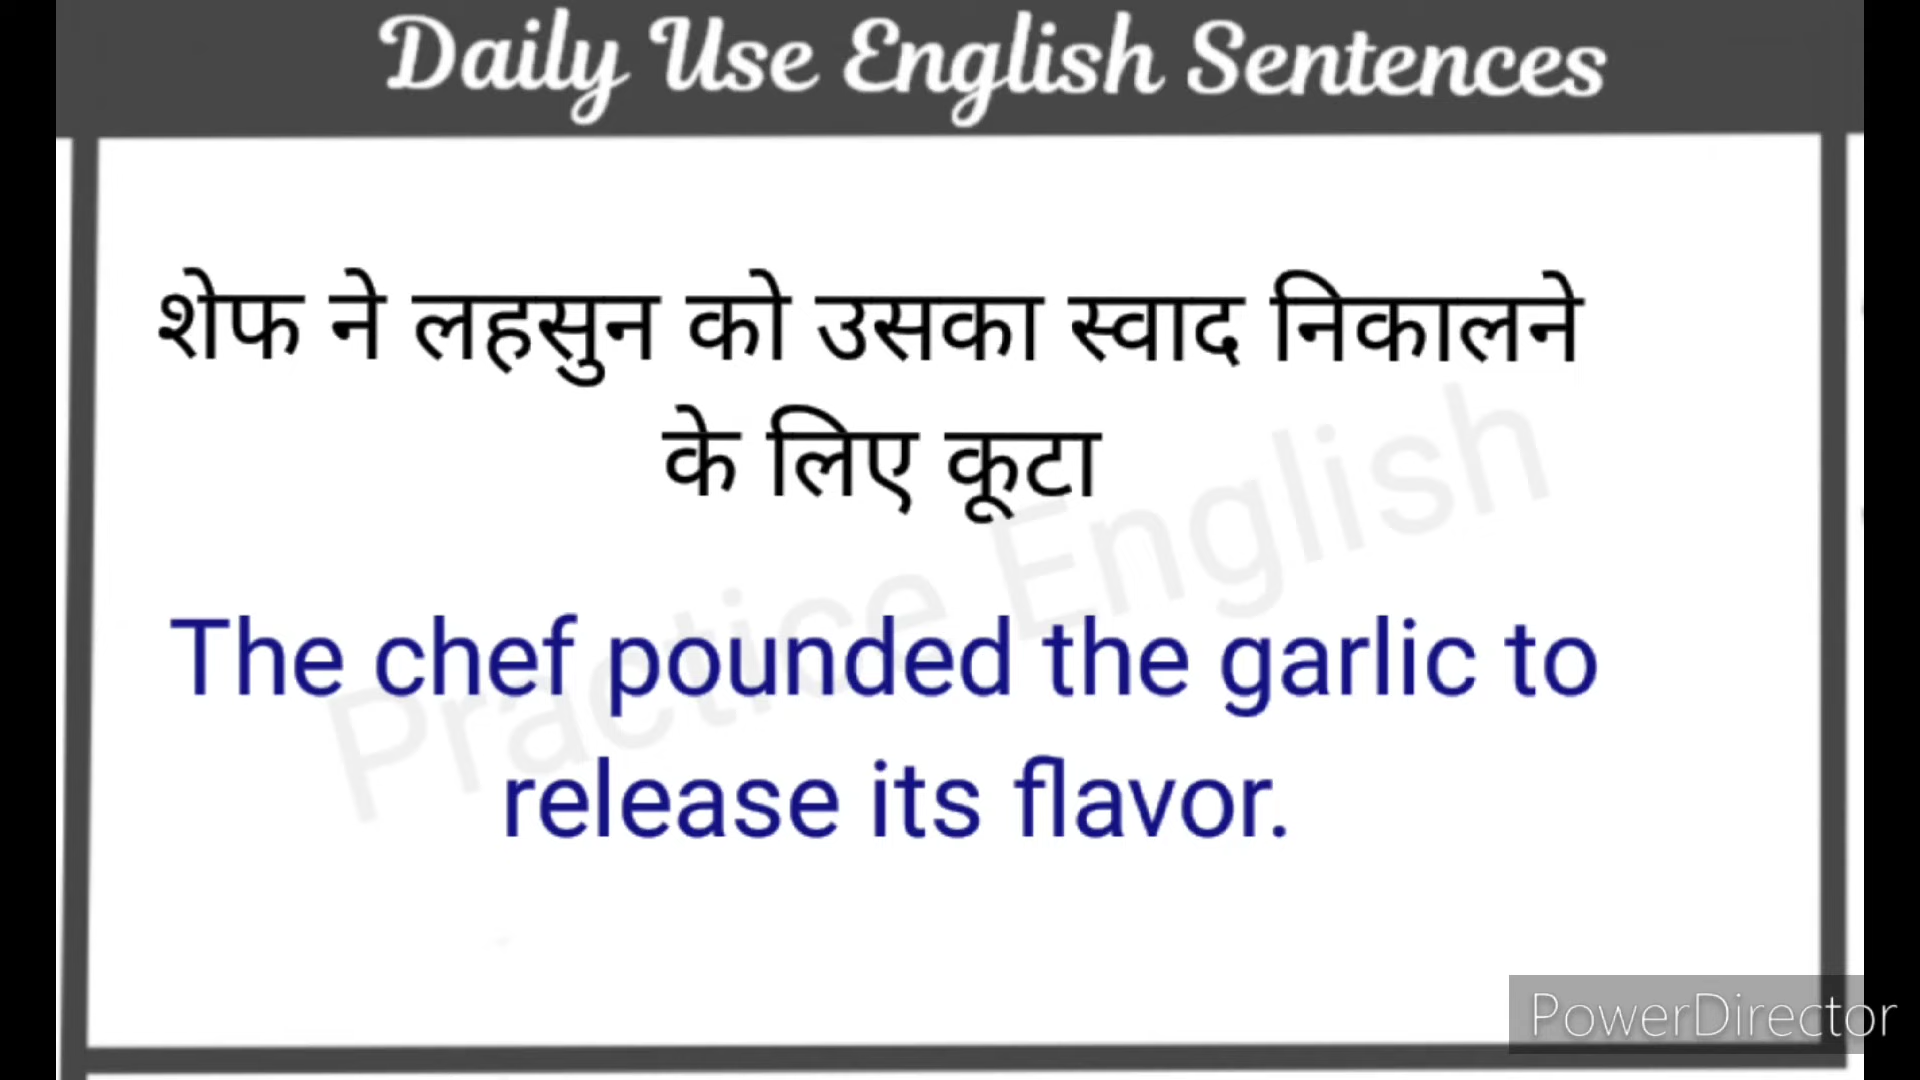 Daily Use English Sentences
शेफ ने लहसुन को उसका स्वाद निकालने
के लिए कूटा
Practice English
The chef pounded the garlic to
release its flavor.
PowerDirector